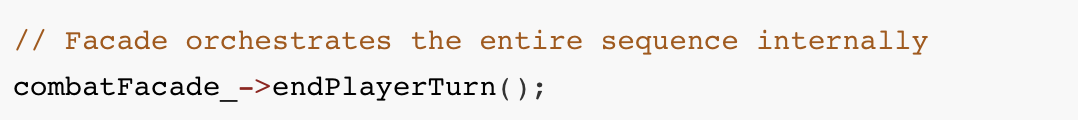 // Facade orchestrates the entire sequence internally
combatFacade_->endPlayerTurn();